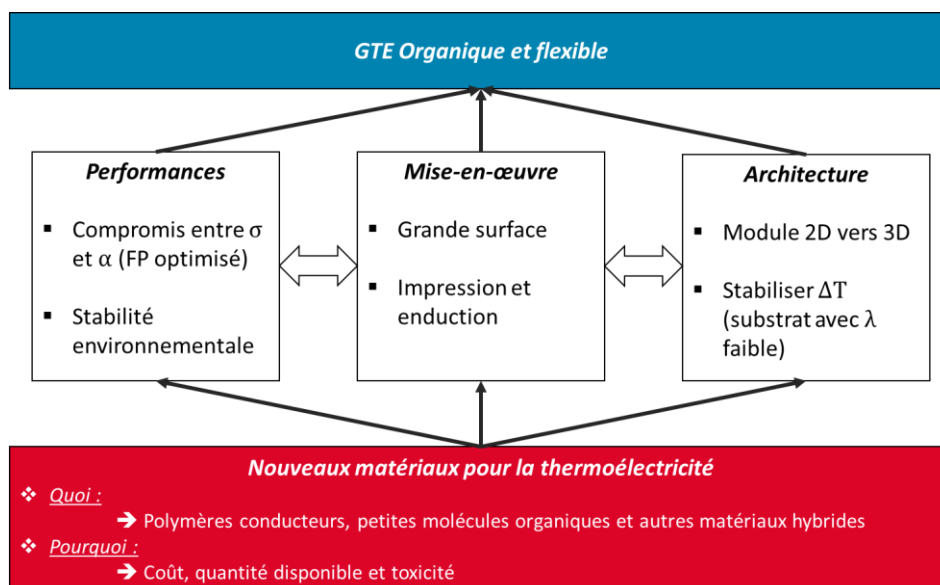 GTE Organique et flexible
Performances
▪ Compromis entre σ
et α (FP optimisé)
▪ Stabilité
environnementale
Mise-en-œuvre
▪ Grande surface
▪ Impression et
enduction
Architecture
▪ Module 2D vers 3D
▪ Stabiliser ΔT
(substrat avec λ
faible)
Nouveaux matériaux pour la thermoélectricité
❖ Quoi :
➔ Polymères conducteurs, petites molécules organiques et autres matériaux hybrides
❖ Pourquoi :
➔ Coût, quantité disponible et toxicité